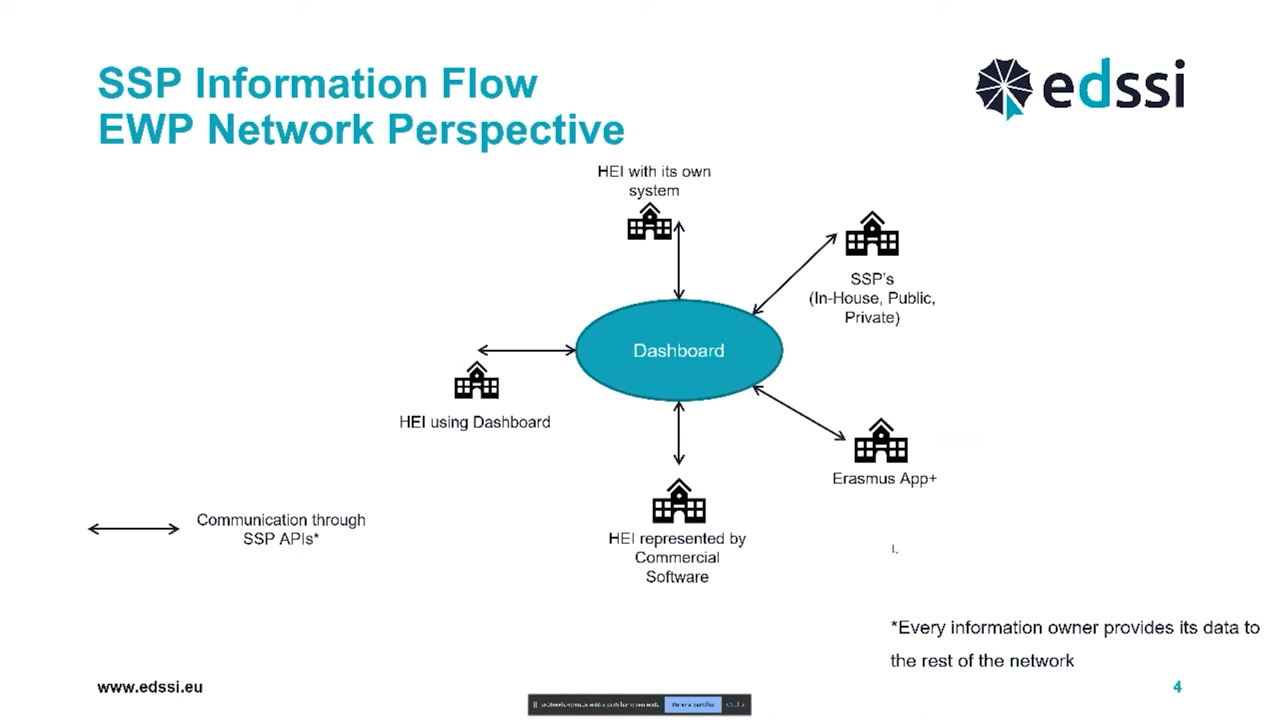 SSP Information Flow
EWP Network Perspective
edssi
HEI with its own
system
SSP's
(In-House, Public,
Private)
Dashboard
HEI using Dashboard
Erasmus App+
Communication through
SSP APIs*
HEI represented by
Commercial
Software
I,
*Every information owner provides its data to
the rest of the network
www.edssi.eu
4